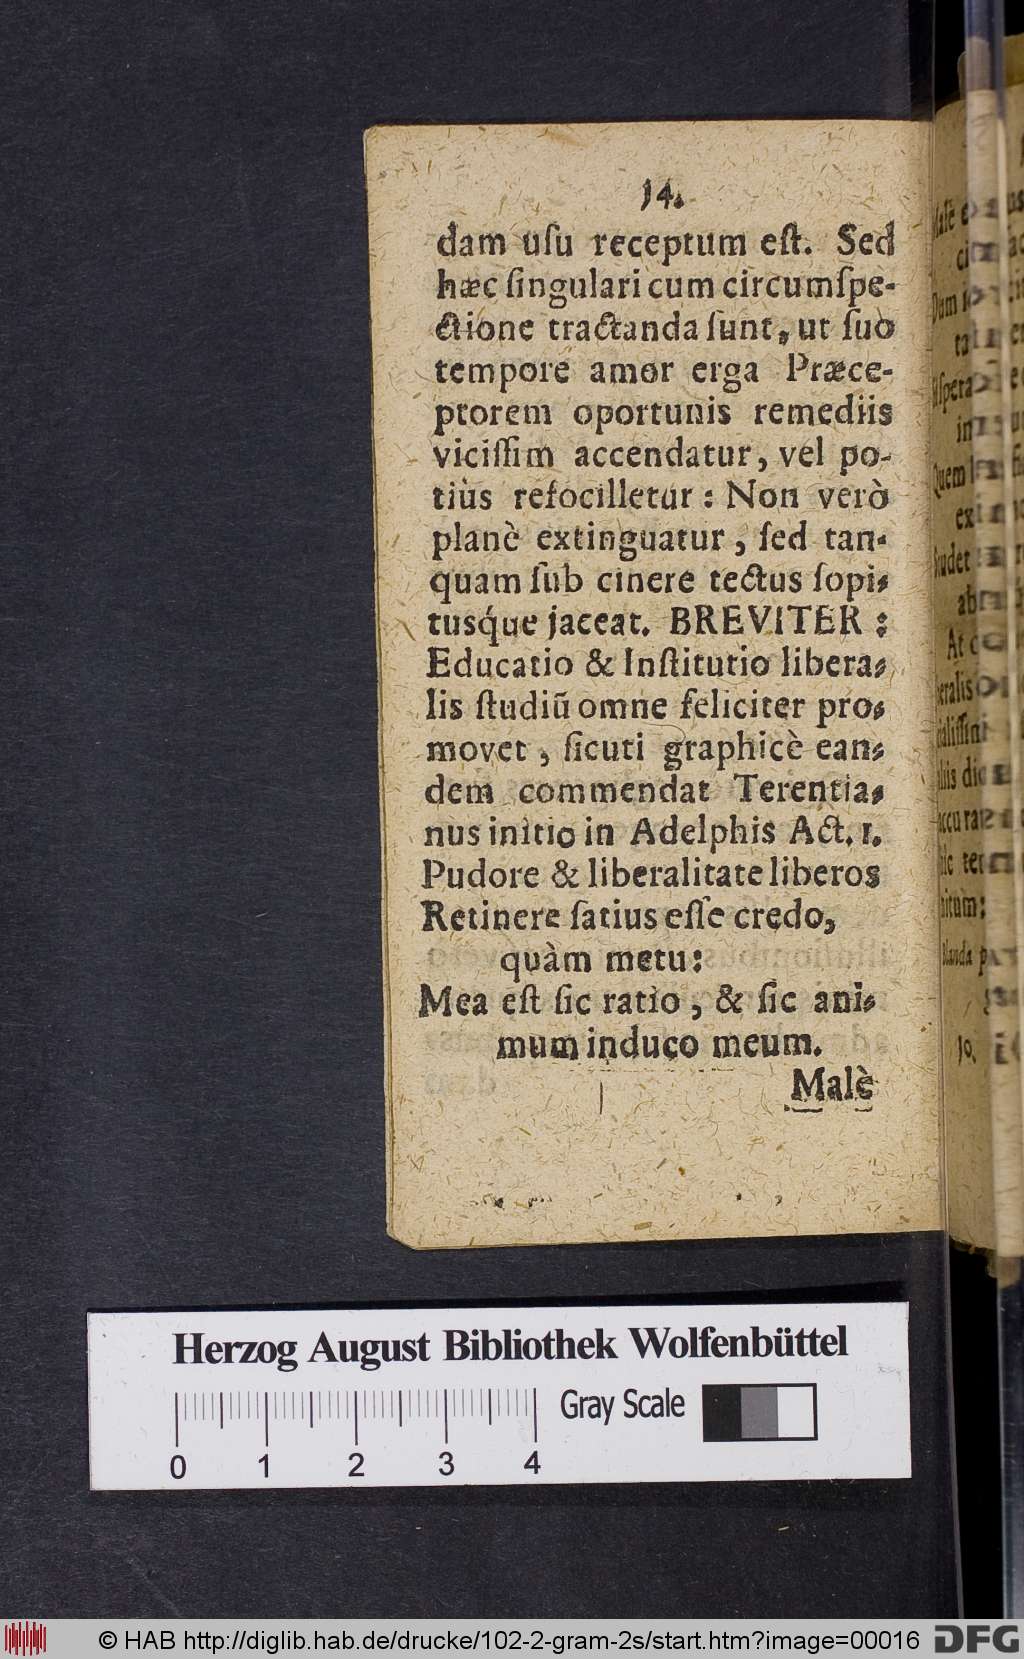 14.
dam uſu receptum eſt. Sed
hæc ſingulari cum circumſpe-
ctione tractanda ſunt, ut ſuo
tempore amor erga Præce-
ptorem oportunis remediis
viciſſim accendatur, vel po-
tiùs refocilletur: Non verò
planè extinguatur, ſed tan-
quam ſub cinere tectus ſopi-
tusq́ue jaceat. BREVITER:
Educatio & Inſtitutio libera-
lis ſtudiũ omne feliciter pro-
movet, ſicuti graphicè ean-
dem commendat Terentia-
nus initio in Adelphis Act. 1.
Pudore & liberalitate liberos
Retinere ſatius eſſe credo,
quàm metu:
Mea eſt ſic ratio, & ſic ani-
mum induco meum.
Malè
Herzog August Bibliothek Wolfenbüttel
Gray Scale
0 1 2 3 4
© HAB http://diglib.hab.de/drucke/102-2-gram-2s/start.htm?image=00016 DFG